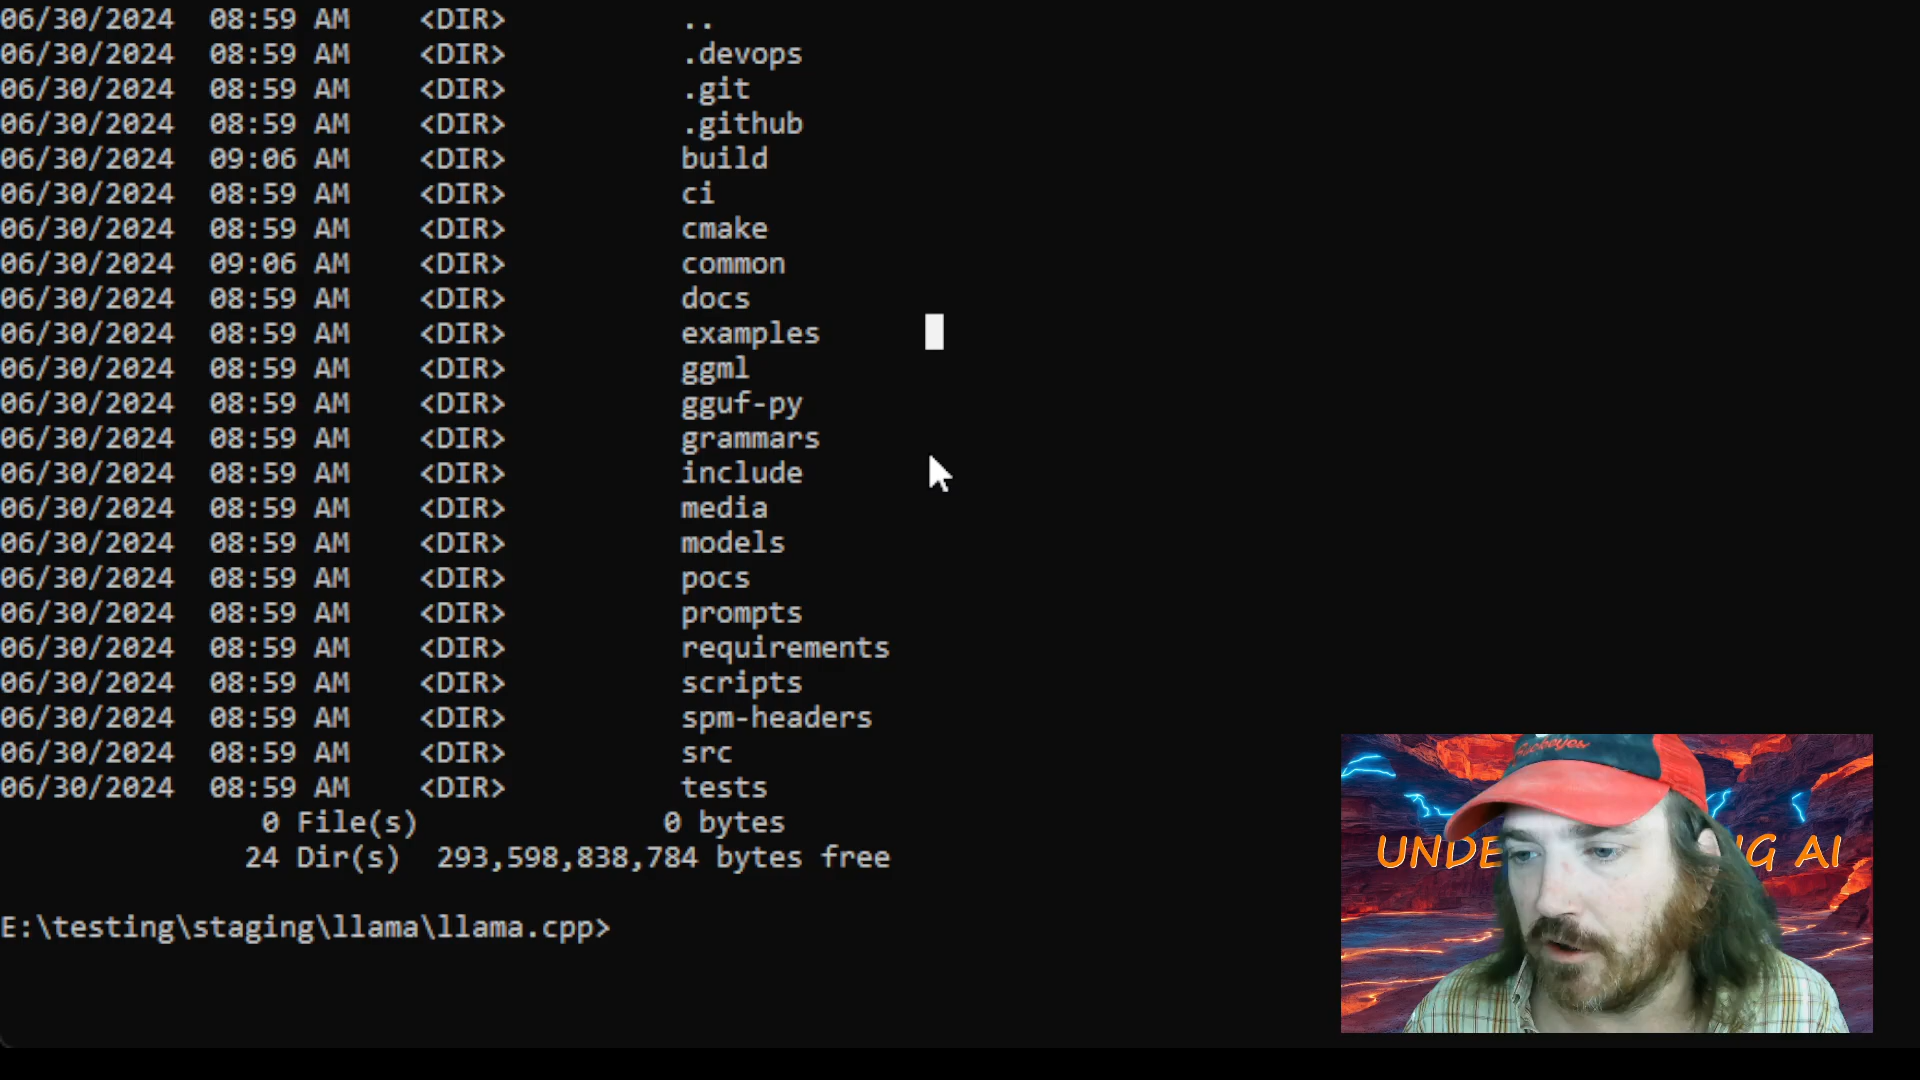 06/30/2024  08:59 AM    <DIR>          ..
06/30/2024  08:59 AM    <DIR>          .devops
06/30/2024  08:59 AM    <DIR>          .git
06/30/2024  08:59 AM    <DIR>          .github
06/30/2024  09:06 AM    <DIR>          build
06/30/2024  08:59 AM    <DIR>          ci
06/30/2024  08:59 AM    <DIR>          cmake
06/30/2024  09:06 AM    <DIR>          common
06/30/2024  08:59 AM    <DIR>          docs
06/30/2024  08:59 AM    <DIR>          examples
06/30/2024  08:59 AM    <DIR>          ggml
06/30/2024  08:59 AM    <DIR>          gguf-py
06/30/2024  08:59 AM    <DIR>          grammars
06/30/2024  08:59 AM    <DIR>          include
06/30/2024  08:59 AM    <DIR>          media
06/30/2024  08:59 AM    <DIR>          models
06/30/2024  08:59 AM    <DIR>          pocs
06/30/2024  08:59 AM    <DIR>          prompts
06/30/2024  08:59 AM    <DIR>          requirements
06/30/2024  08:59 AM    <DIR>          scripts
06/30/2024  08:59 AM    <DIR>          spm-headers
06/30/2024  08:59 AM    <DIR>          src
06/30/2024  08:59 AM    <DIR>          tests
0 File(s)              0 bytes
24 Dir(s)  293,598,838,784 bytes free
E:\testing\staging\llama\llama.cpp>
UNDE G AI